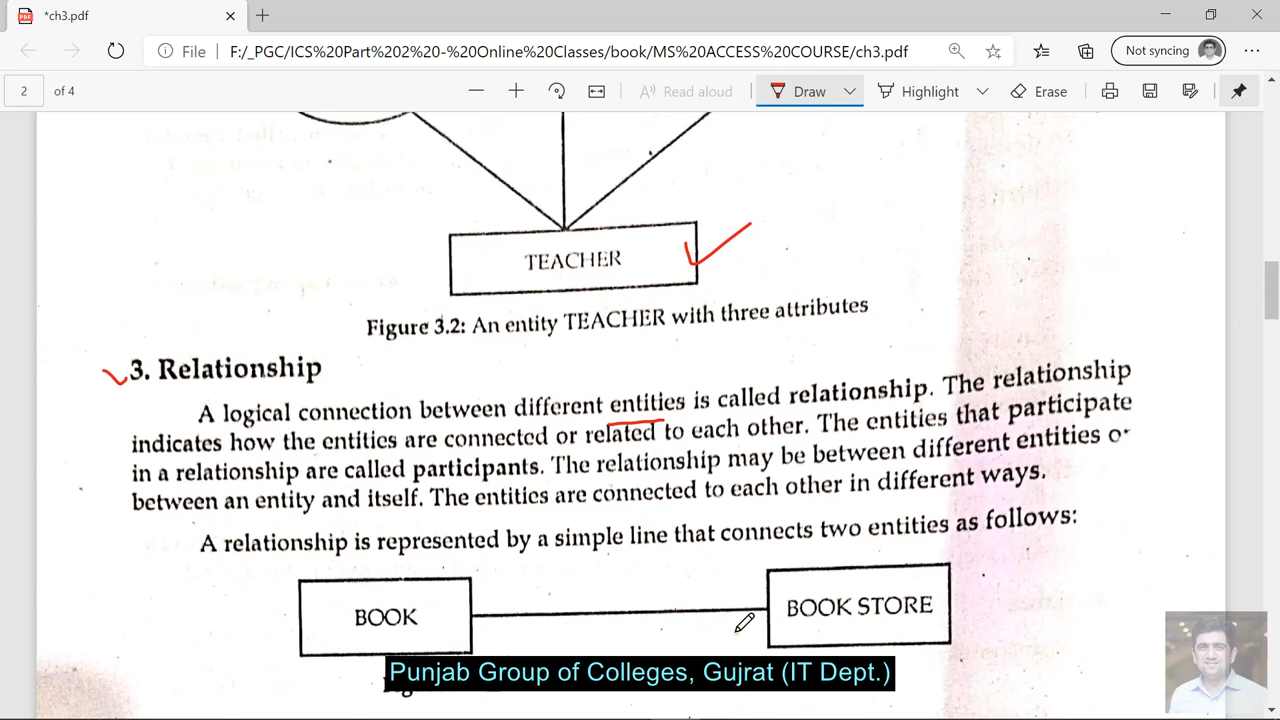 *ch3.pdf
File F:/_PGC/ICS%20Part%202%20-%20Online%20Classes/book/MS%20ACCESS%20COURSE/ch3.pdf Not syncing
2 of 4 Read aloud Draw Highlight Erase
TEACHER
Figure 3.2: An entity TEACHER with three attributes
3. Relationship
A logical connection between different entities is called relationship. The relationship
indicates how the entities are connected or related to each other. The entities that participate
in a relationship are called participants. The relationship may be between different entities or
between an entity and itself. The entities are connected to each other in different ways.
A relationship is represented by a simple line that connects two entities as follows:
BOOK
BOOK STORE
Punjab Group of Colleges, Gujrat (IT Dept.)